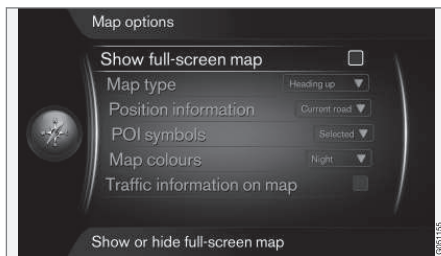 Map options
Show full-screen map
Map type Heading up
Position information Current road
POI symbols Selected
Map colours Night
Traffic information on map
Show or hide full-screen map
G051155